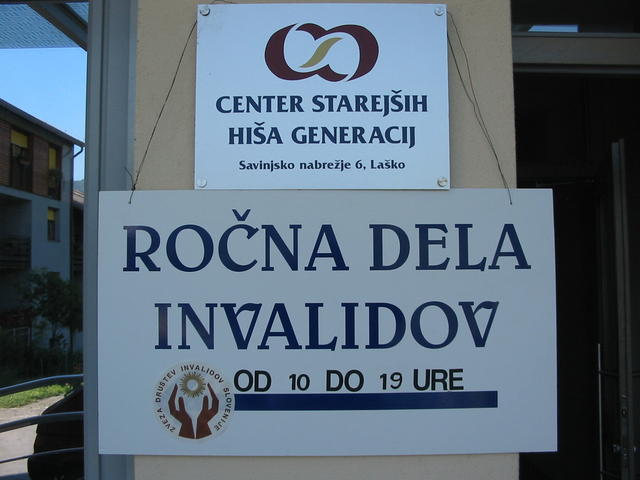 CENTER STAREJŠIH
HIŠA GENERACIJ
Savinjsko nabrežje 6, Laško
ROČNA DELA
INVALIDOV
OD 10 DO 19 URE
ZVEZA DRUŠTEV INVALIDOV SLOVENIJE